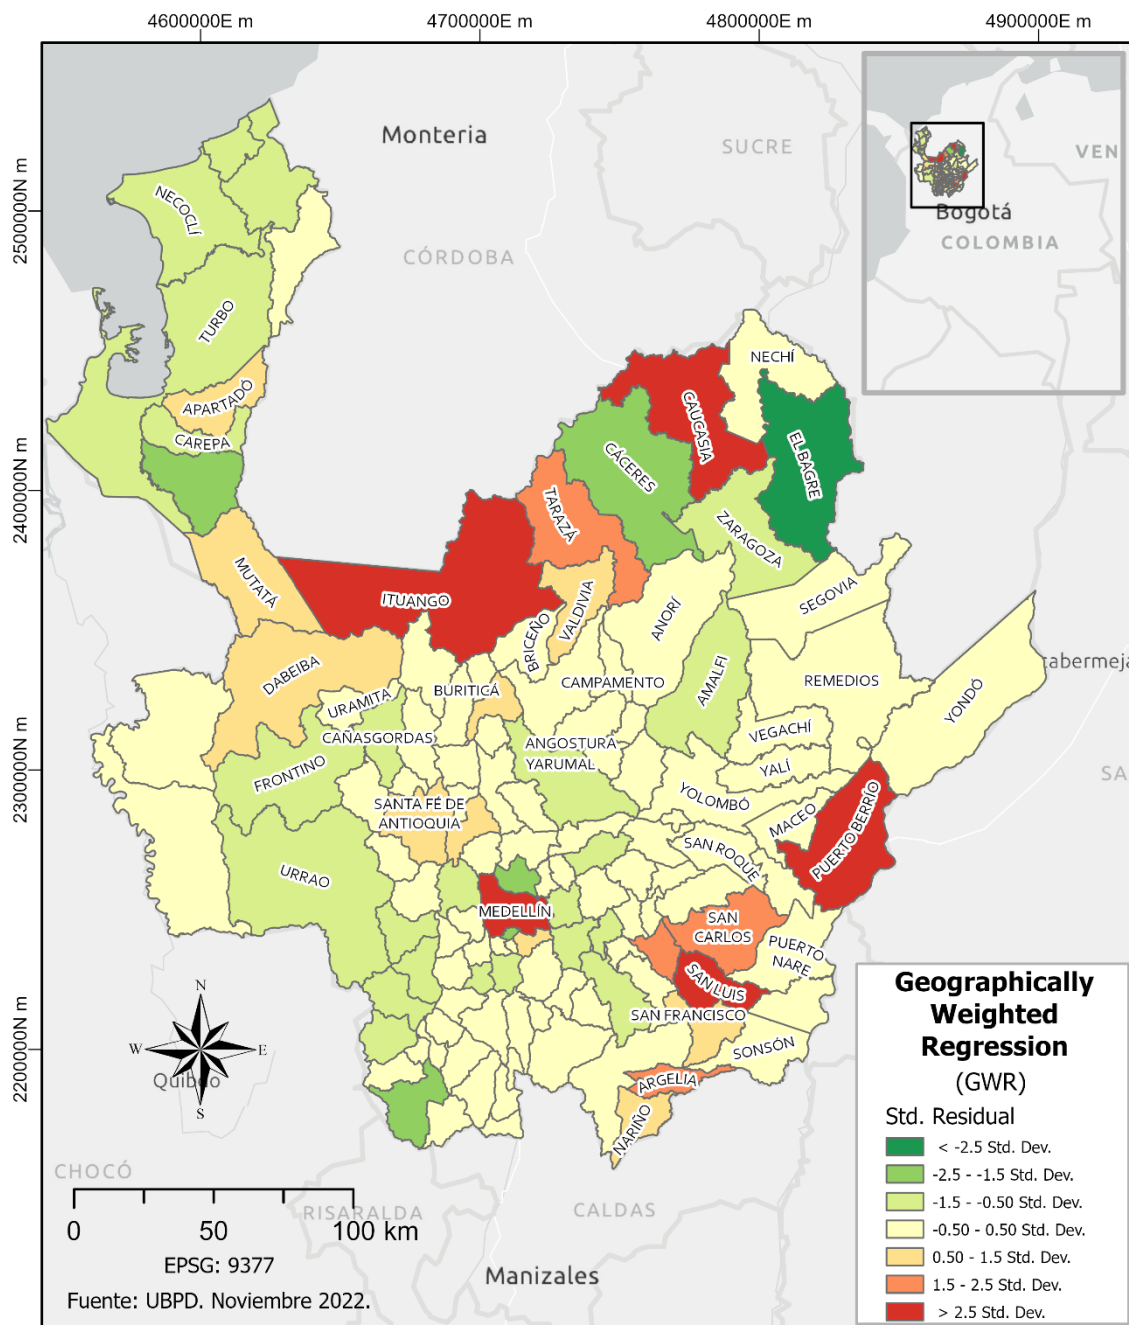 4600000E m
4700000E m
4800000E m
4900000E m
2500000N m
2400000N m
2300000N m
2200000N m
Monteria
SUCRE
CÓRDOBA
VEN
Bogotá
COLOMBIA
NECOCLÍ
TURBO
APARTADÓ
CAREPA
MUTATÁ
DABEIBA
ITUANGO
TARAZÁ
CÁCERES
CAUCASIA
NECHÍ
EL BAGRE
ZARAGOZA
SEGOVIA
VALDIVIA
BRICEÑO
ANORÍ
AMALFI
REMEDIOS
YONDÓ
cabermeja
URAMITA
BURITICÁ
CAMPAMENTO
CAÑASGORDAS
ANGOSTURA
YARUMAL
VEGACHÍ
YALÍ
FRONTINO
SANTA FÉ DE
ANTIOQUIA
YOLOMBÓ
MACEO
PUERTO BERRÍO
SAN ROQUE
SA
URRAO
MEDELLÍN
SAN
CARLOS
PUERTO
NARE
SAN LUIS
SAN FRANCISCO
SONSÓN
ARGELIA
NARIÑO
N
W
E
S
Quibdo
CHOCÓ
RISARALDA
CALDAS
Manizales
0
50
100 km
EPSG: 9377
Fuente: UBPD. Noviembre 2022.
Geographically
Weighted
Regression
(GWR)
Std. Residual
< -2.5 Std. Dev.
-2.5 - -1.5 Std. Dev.
-1.5 - -0.50 Std. Dev.
-0.50 - 0.50 Std. Dev.
0.50 - 1.5 Std. Dev.
1.5 - 2.5 Std. Dev.
> 2.5 Std. Dev.